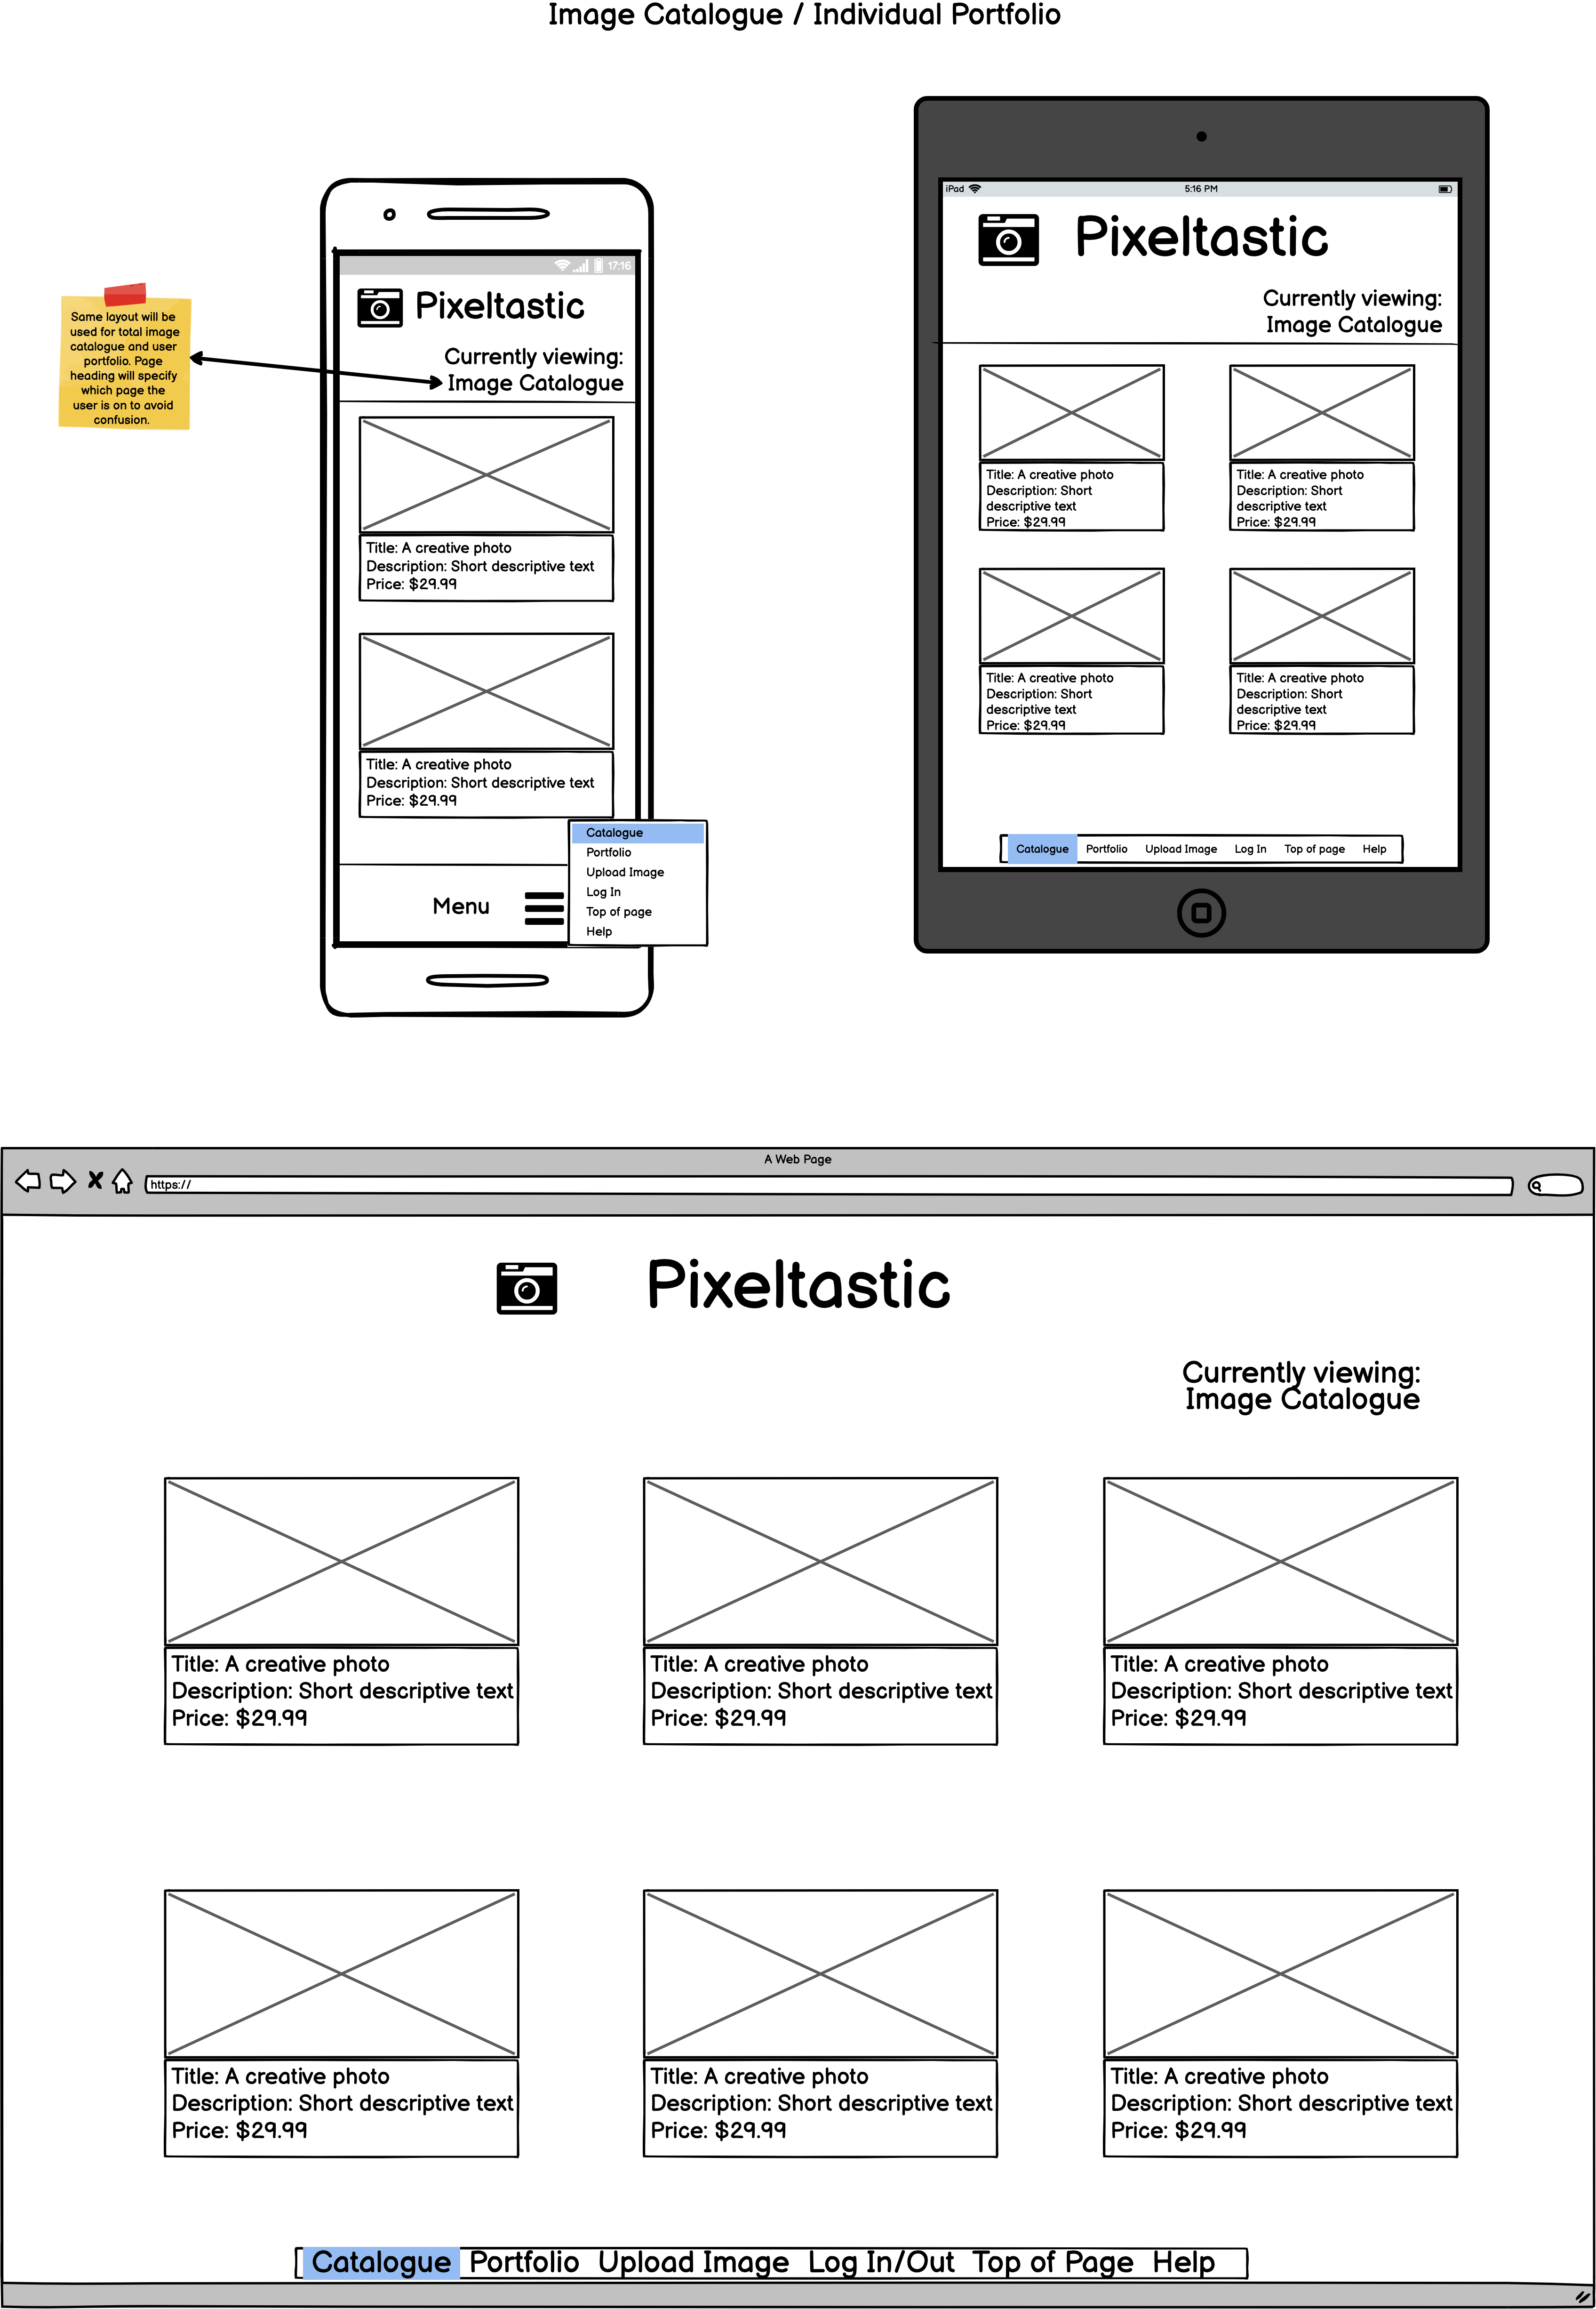 Image Catalogue / Individual Portfolio
Same layout will be
used for total image
catalogue and user
portfolio. Page
heading will specify
which page the
user is on to avoid
confusion.
17:16
Pixeltastic
Currently viewing:
Image Catalogue
Title: A creative photo
Description: Short descriptive text
Price: $29.99
Title: A creative photo
Description: Short descriptive text
Price: $29.99
Menu
Catalogue
Portfolio
Upload Image
Log In
Top of page
Help
iPad
5:16 PM
Pixeltastic
Currently viewing:
Image Catalogue
Title: A creative photo
Description: Short
descriptive text
Price: $29.99
Title: A creative photo
Description: Short
descriptive text
Price: $29.99
Title: A creative photo
Description: Short
descriptive text
Price: $29.99
Title: A creative photo
Description: Short
descriptive text
Price: $29.99
Catalogue Portfolio Upload Image Log In Top of page Help
A Web Page
https://
Pixeltastic
Currently viewing:
Image Catalogue
Title: A creative photo
Description: Short descriptive text
Price: $29.99
Title: A creative photo
Description: Short descriptive text
Price: $29.99
Title: A creative photo
Description: Short descriptive text
Price: $29.99
Title: A creative photo
Description: Short descriptive text
Price: $29.99
Title: A creative photo
Description: Short descriptive text
Price: $29.99
Title: A creative photo
Description: Short descriptive text
Price: $29.99
Catalogue Portfolio Upload Image Log In/Out Top of Page Help